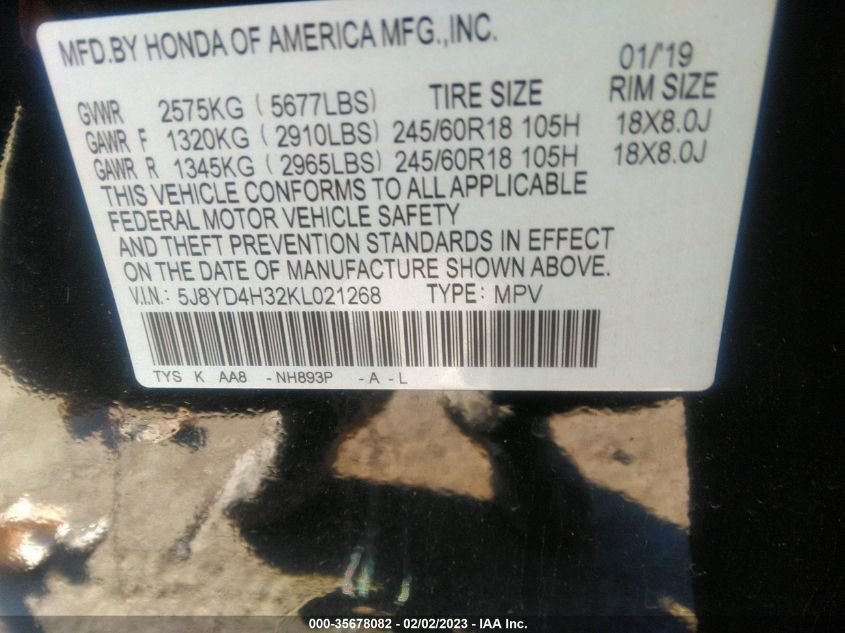 MFD.BY HONDA OF AMERICA MFG.,INC.
01/'19
GVWR 2575KG ( 5677LBS) TIRE SIZE RIM SIZE
GAWR F 1320KG ( 2910LBS) 245/60R18 105H 18X8.0J
GAWR R 1345KG ( 2965LBS) 245/60R18 105H 18X8.0J
THIS VEHICLE CONFORMS TO ALL APPLICABLE
FEDERAL MOTOR VEHICLE SAFETY
AND THEFT PREVENTION STANDARDS IN EFFECT
ON THE DATE OF MANUFACTURE SHOWN ABOVE.
V.I.N.: 5J8YD4H32KL021268 TYPE: MPV
TYS K AA8 -NH893P -A -L
000-35678082 - 02/02/2023 - IAA Inc.